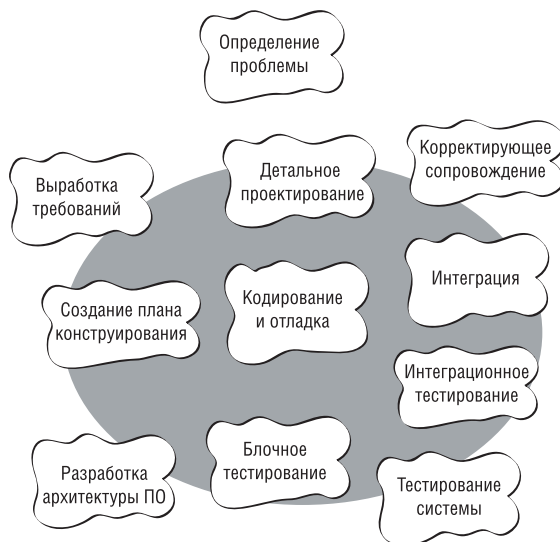 Определение
проблемы
Выработка
требований
Детальное
проектирование
Корректирующее
сопровождение
Создание плана
конструирования
Кодирование
и отладка
Интеграция
Интеграционное
тестирование
Разработка
архитектуры ПО
Блочное
тестирование
Тестирование
системы